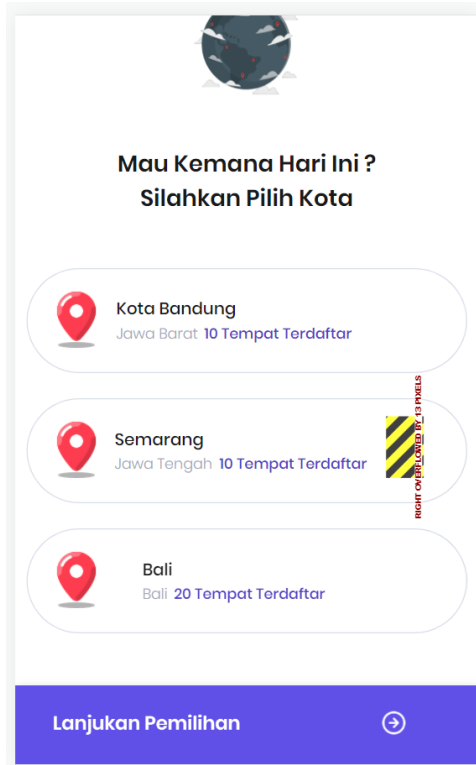 Mau Kemana Hari Ini ?
Silahkan Pilih Kota
Kota Bandung
Jawa Barat 10 Tempat Terdaftar
Semarang
Jawa Tengah 10 Tempat Terdaftar
RIGHT OVERFLOWED BY 13 PIXELS
Bali
Bali 20 Tempat Terdaftar
Lanjukan Pemilihan